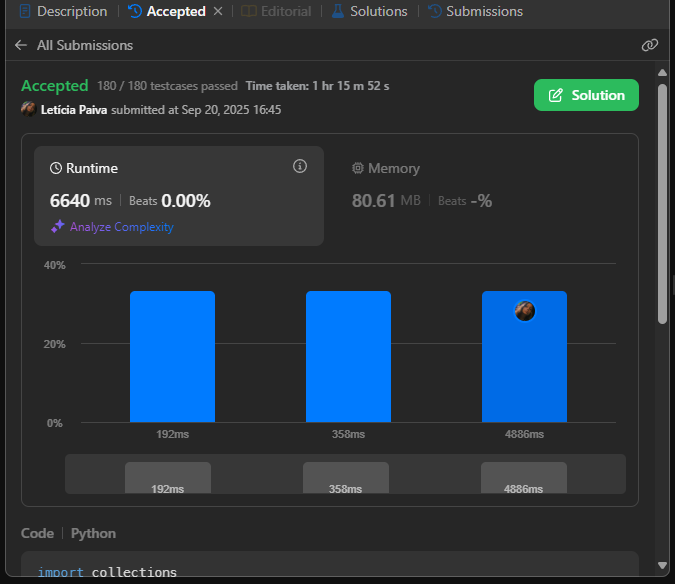 Description | Accepted × | Editorial | Solutions | Submissions
All Submissions
Accepted 180 / 180 testcases passed Time taken: 1 hr 15 m 52 s
Letícia Paiva submitted at Sep 20, 2025 16:45
Solution
Runtime
6640 ms | Beats 0.00%
Analyze Complexity
Memory
80.61 MB | Beats -%
40%
20%
0%
192ms 358ms 4886ms
192ms 358ms 4886ms
Code | Python
import collections